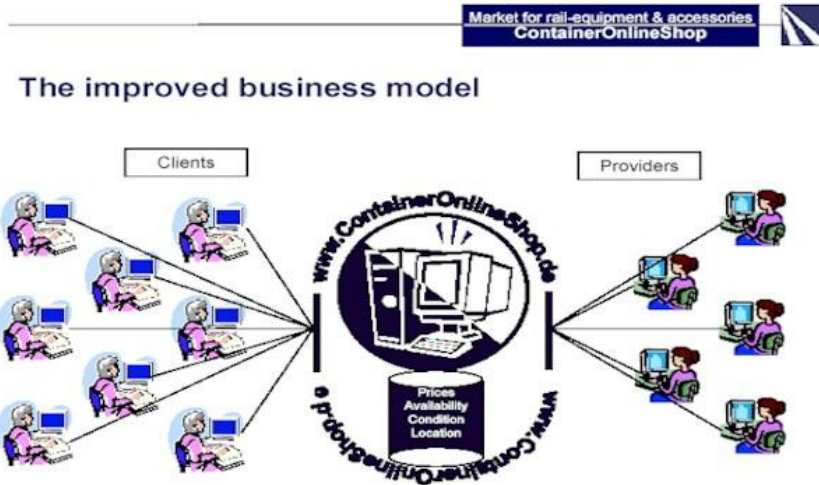 Market for rail-equipment & accessories
ContainerOnlineShop
The improved business model
Clients
Providers
www.ContainerOnlineShop.de
Prices
Availability
Condition
Location
www.ContainerOnlineShop.de